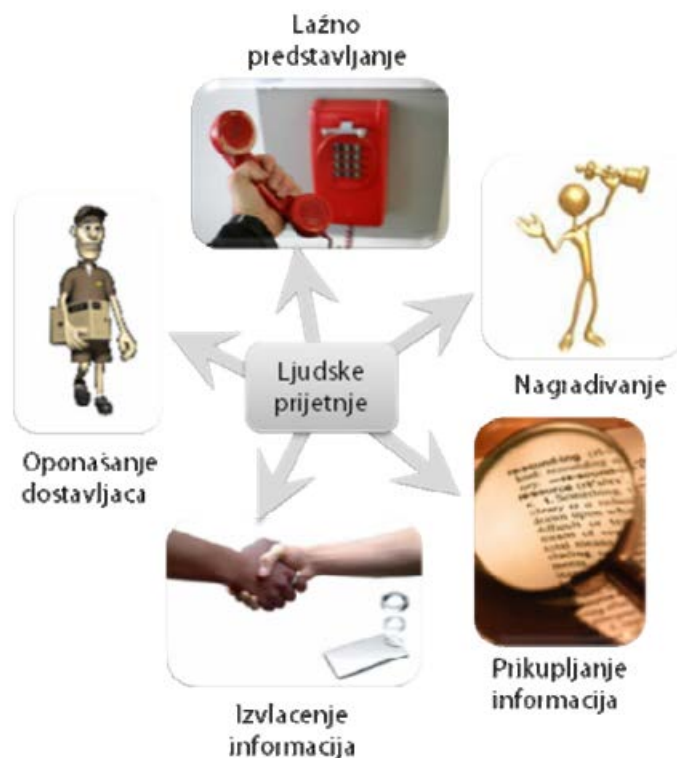 Lažno
predstavljanje
Nagradivanje
Ljudske
prijetnje
Oponašanje
dostavljaca
Prikupljanje
informacija
Izvlacenje
informacija